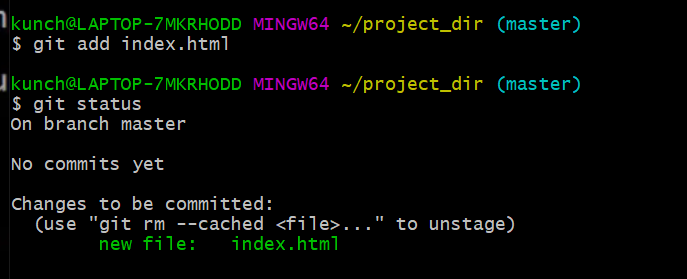 kunch@LAPTOP-7MKRHODD MINGW64 ~/project_dir (master)
$ git add index.html
kunch@LAPTOP-7MKRHODD MINGW64 ~/project_dir (master)
$ git status
On branch master
No commits yet
Changes to be committed:
  (use "git rm --cached <file>..." to unstage)
        new file:   index.html